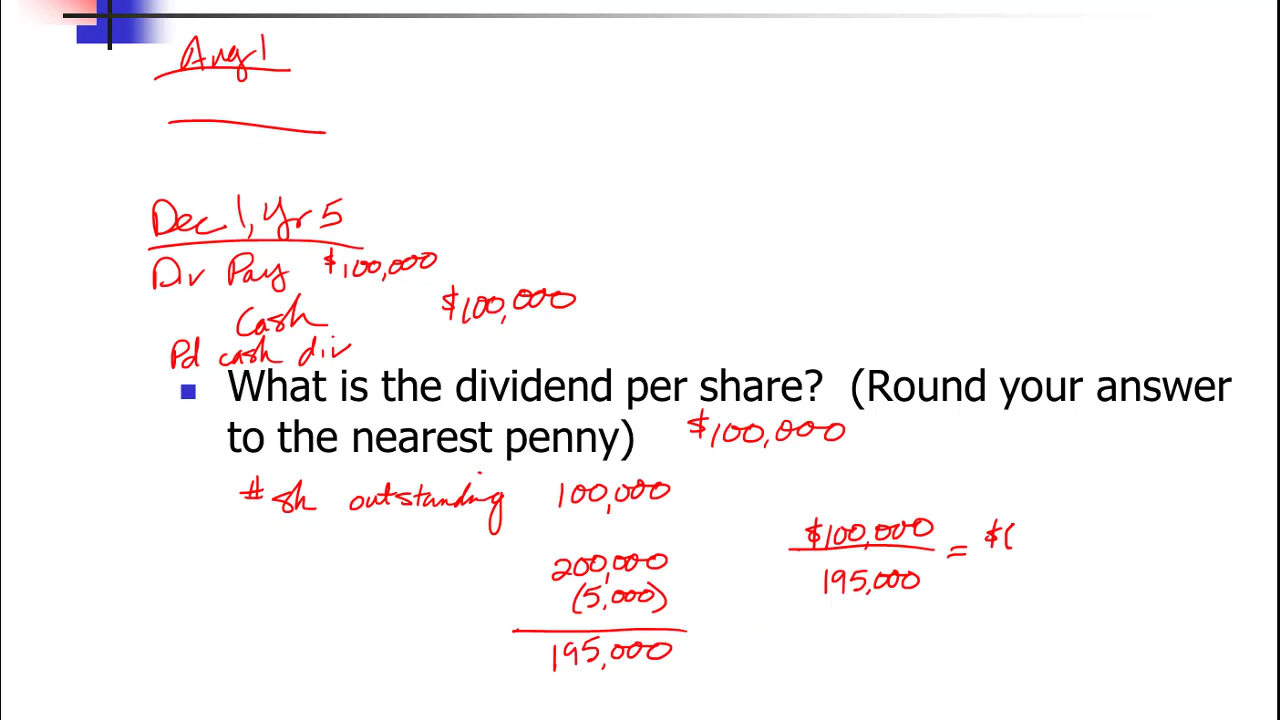 Aug 1
Dec 1, Yr 5
Div Pay $100,000
Cash $100,000
Pd cash div
What is the dividend per share? (Round your answer
to the nearest penny) $100,000
# sh outstanding 100,000
200,000
(5,000)
195,000
$100,000
195,000
= $(